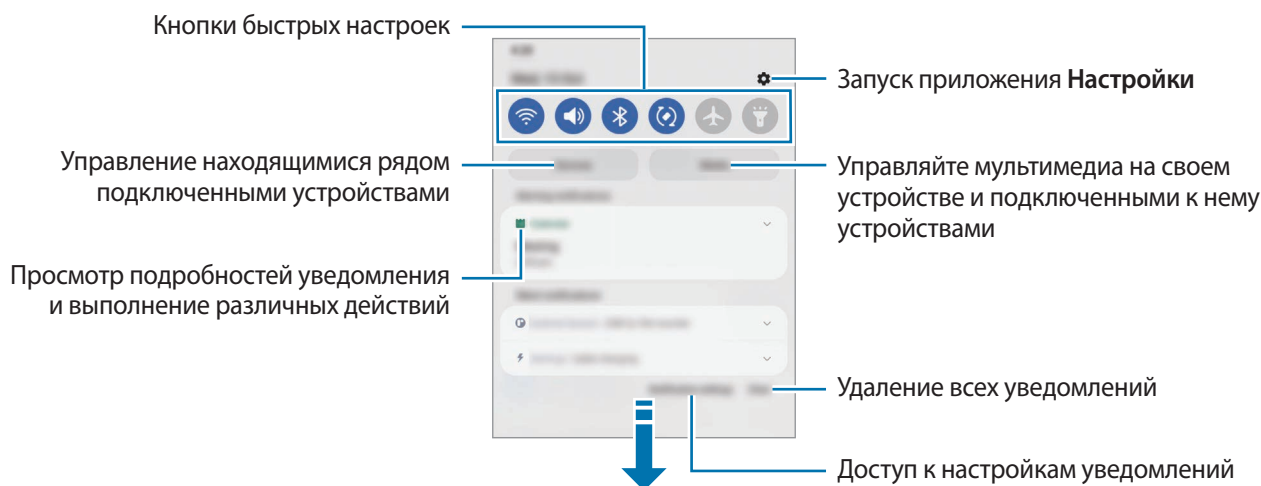 Кнопки быстрых настроек
Запуск приложения Настройки
Управление находящимися рядом
подключенными устройствами
Управляйте мультимедиа на своем
устройстве и подключенными к нему
устройствами
Просмотр подробностей уведомления
и выполнение различных действий
Удаление всех уведомлений
Доступ к настройкам уведомлений